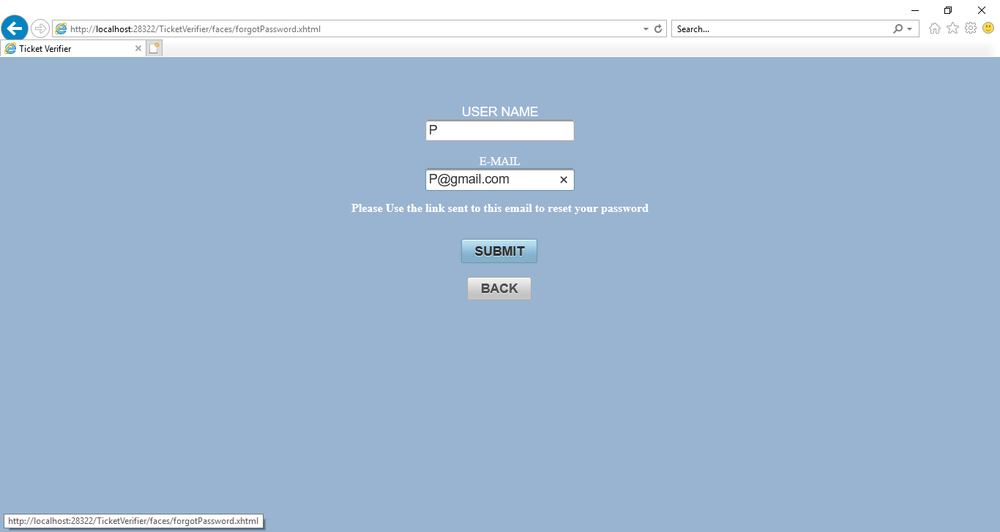 http://localhost:28322/TicketVerifier/faces/forgotPassword.xhtml
Search...
Ticket Verifier
USER NAME
P
E-MAIL
P@gmail.com
Please Use the link sent to this email to reset your password
SUBMIT
BACK
http://localhost:28322/TicketVerifier/faces/forgotPassword.xhtml